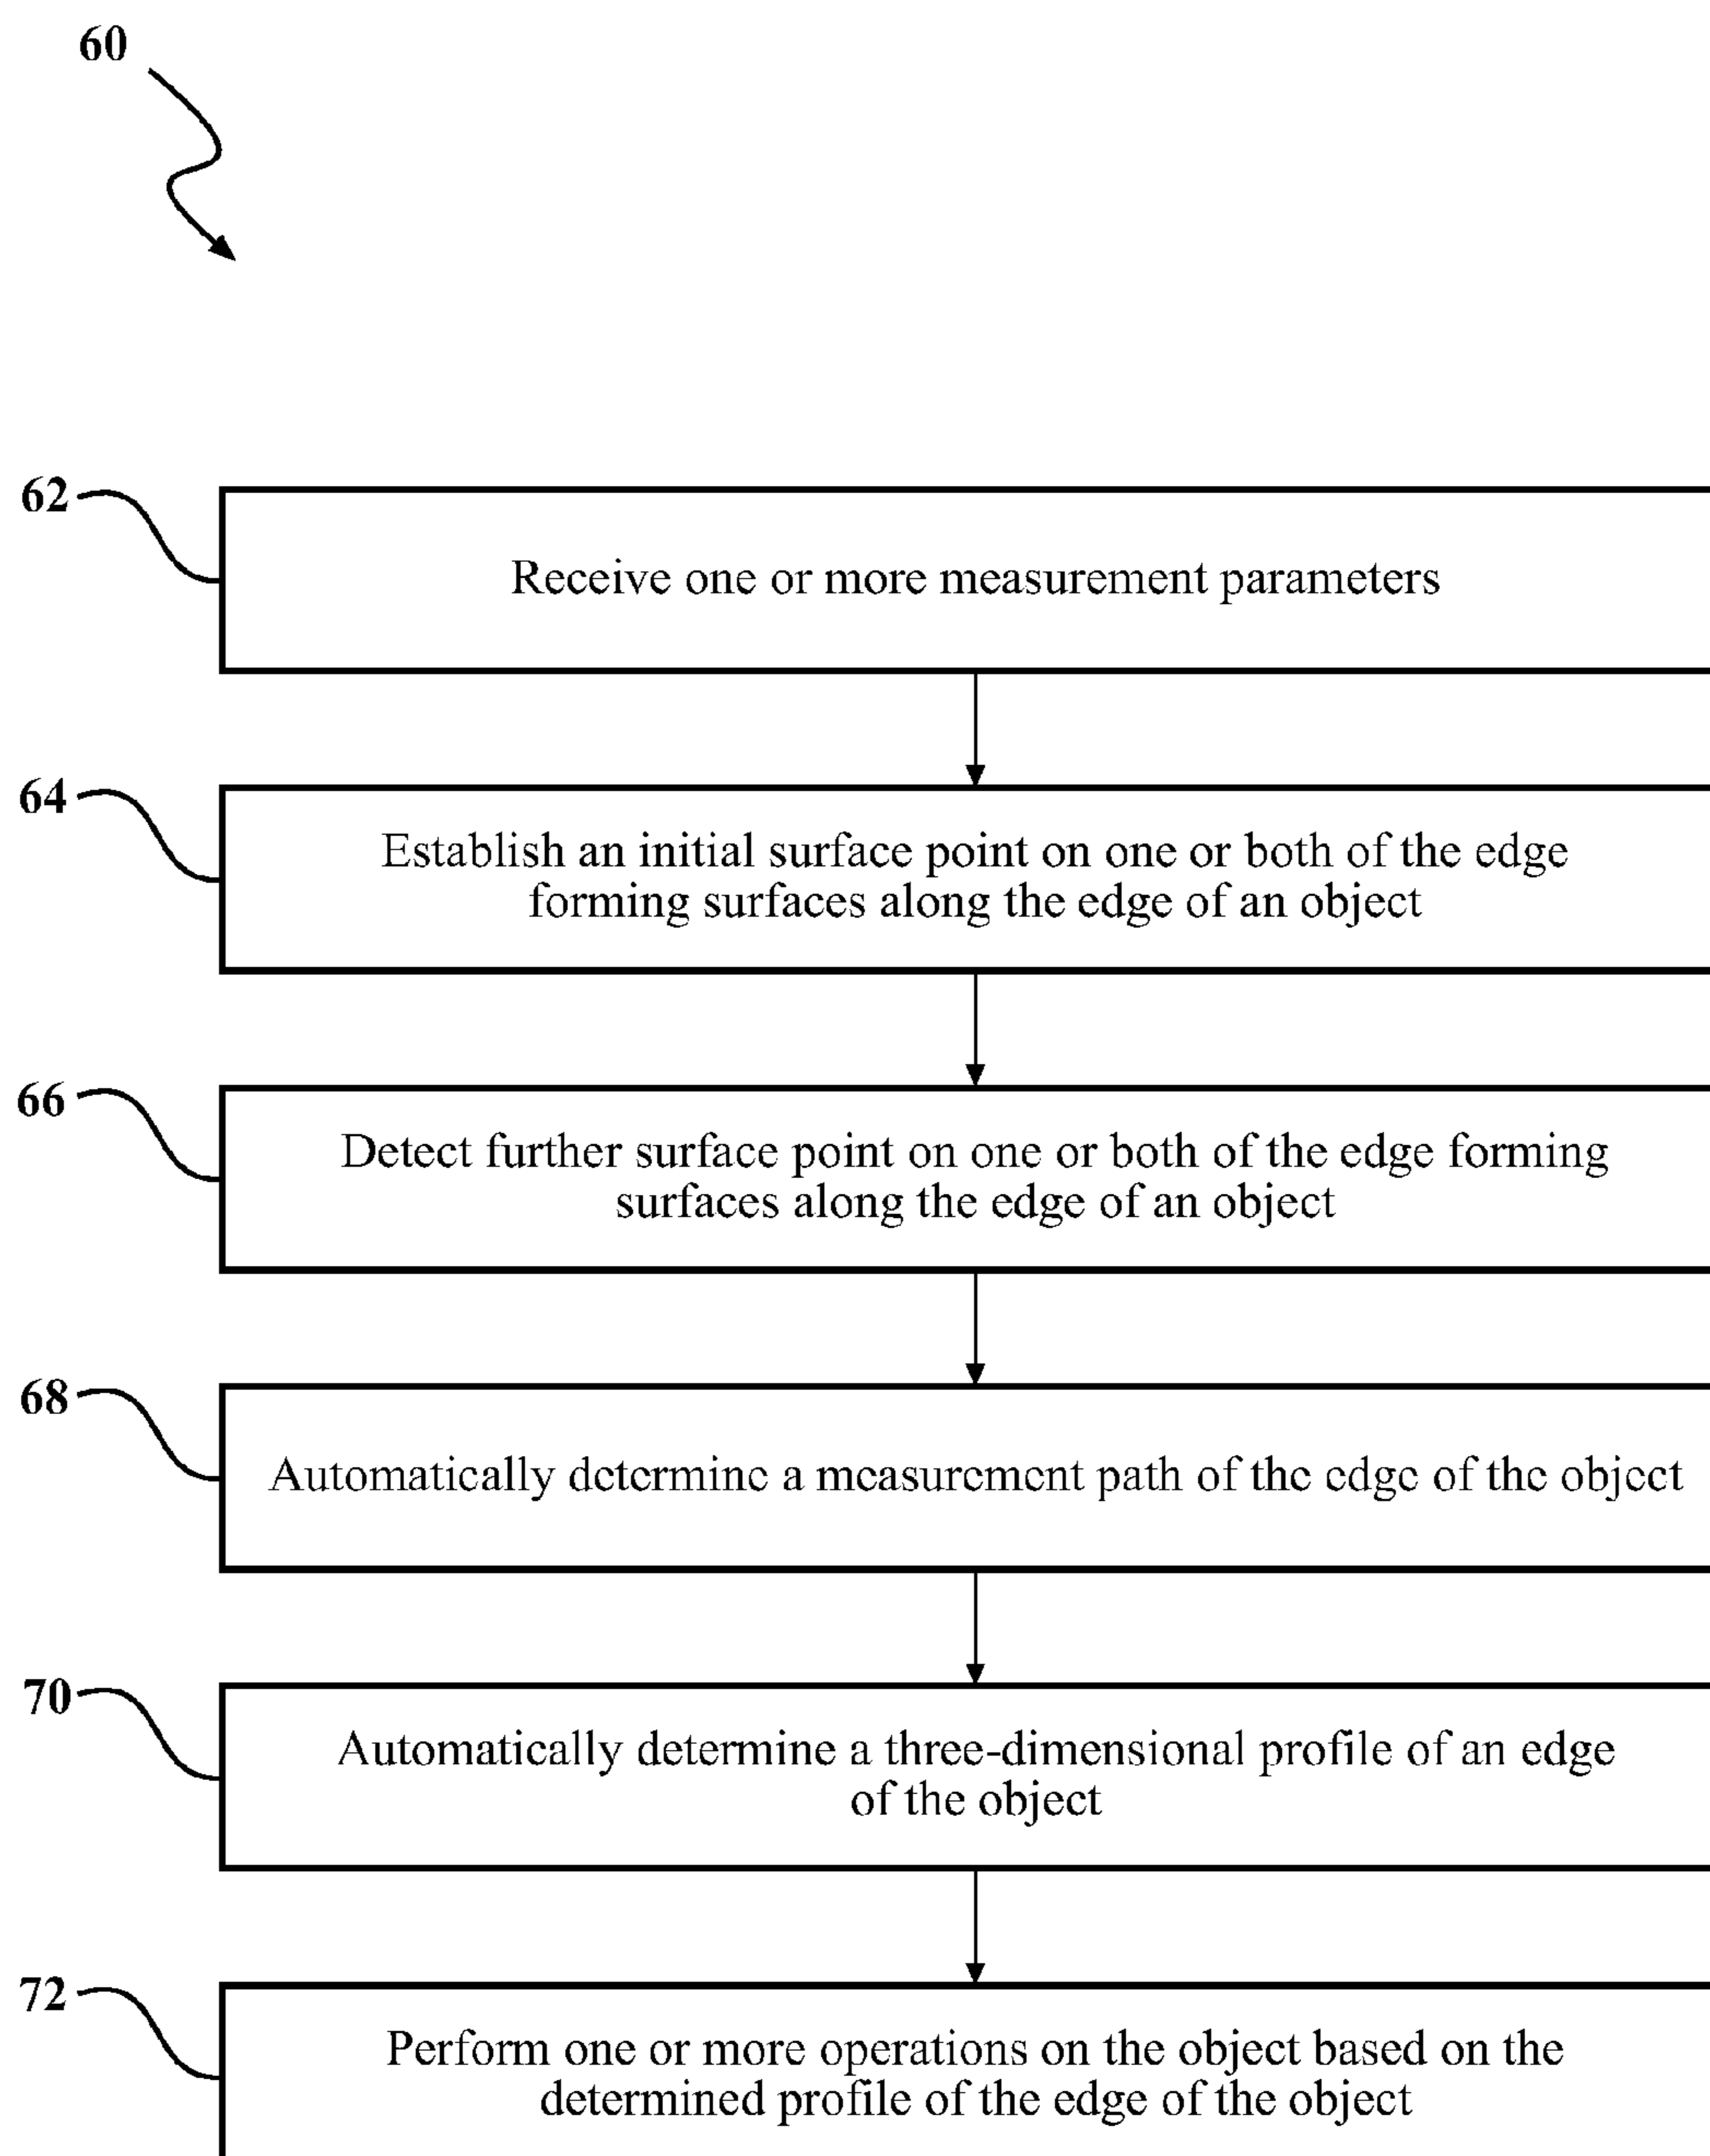 60
62
Receive one or more measurement parameters
64
Establish an initial surface point on one or both of the edge
forming surfaces along the edge of an object
66
Detect further surface point on one or both of the edge forming
surfaces along the edge of an object
68
Automatically determine a measurement path of the edge of the object
70
Automatically determine a three-dimensional profile of an edge
of the object
72
Perform one or more operations on the object based on the
determined profile of the edge of the object